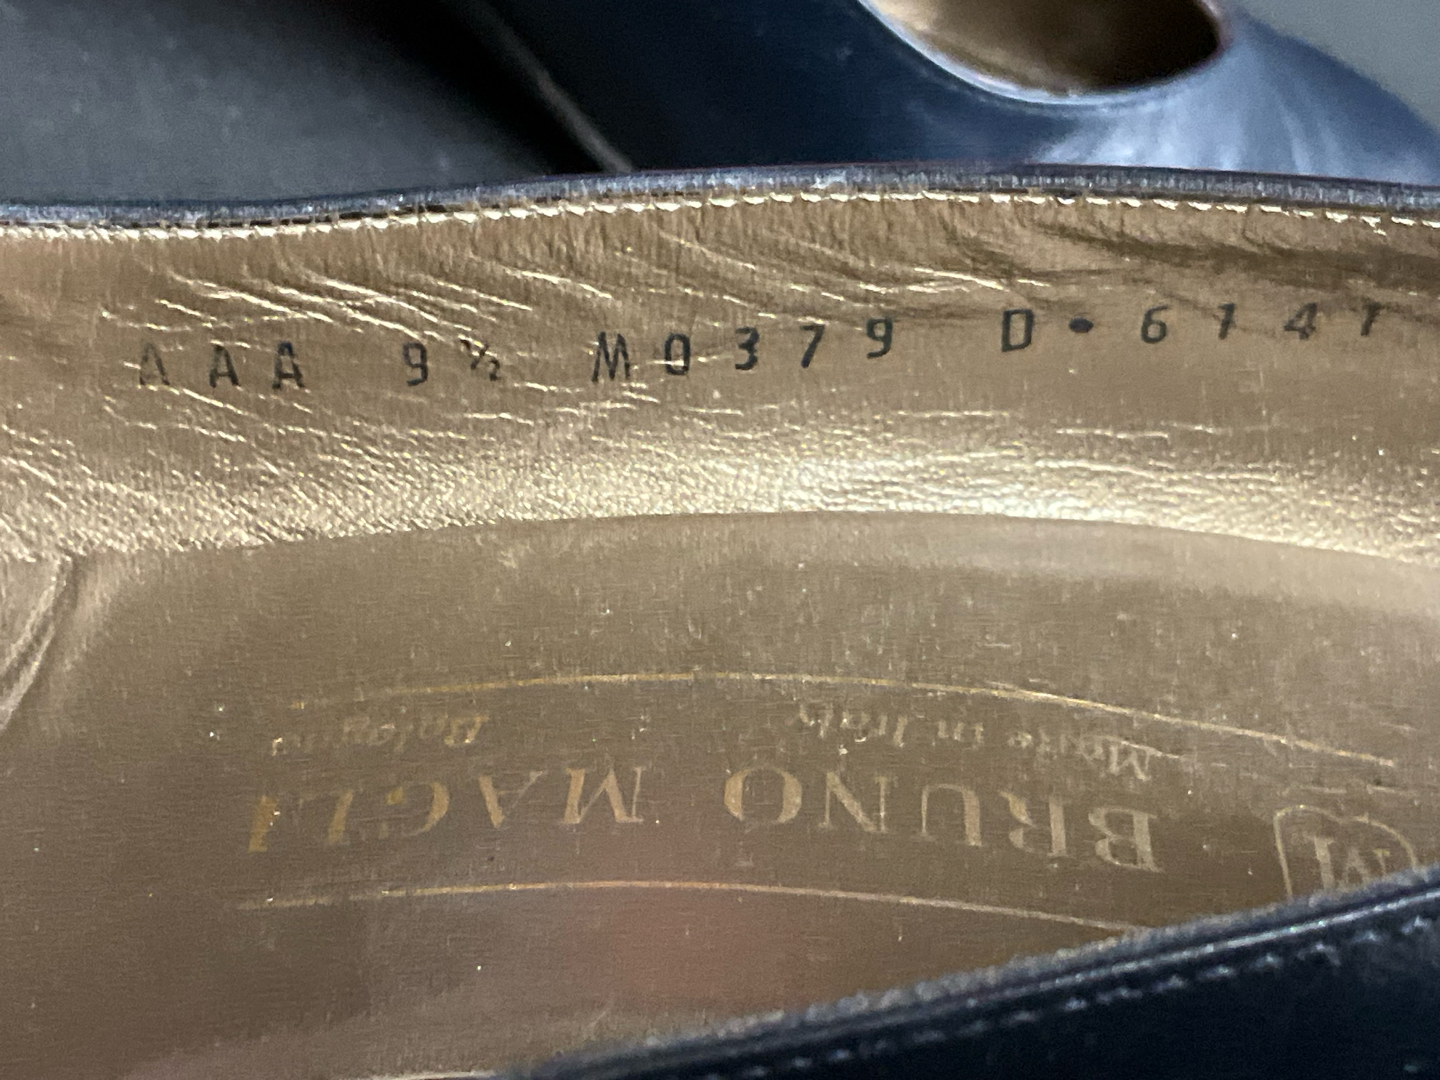 AAA 9½ M0379 D•6141
Made in Italy Bologna
BRUNO MAGLI
M